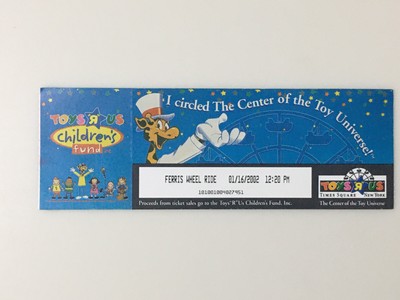 TOYS"R"US
children's
fund
I circled The Center of the Toy Universe!
FERRIS WHEEL RIDE 01/16/2002 12:20 PM
Proceeds from ticket sales go to the Toys"R"Us Children's Fund, Inc.
TOYS"R"US
TIMES SQUARE NEW YORK
The Center of the Toy Universe